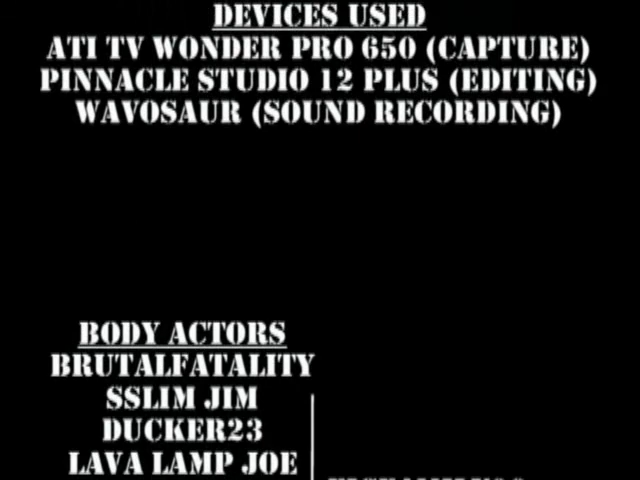 DEVICES USED
ATI TV WONDER PRO 650 (CAPTURE)
PINNACLE STUDIO 12 PLUS (EDITING)
WAVOSAUR (SOUND RECORDING)
BODY ACTORS
BRUTALFATALITY
SSLIM JIM
DUCKER23
LAVA LAMP JOE